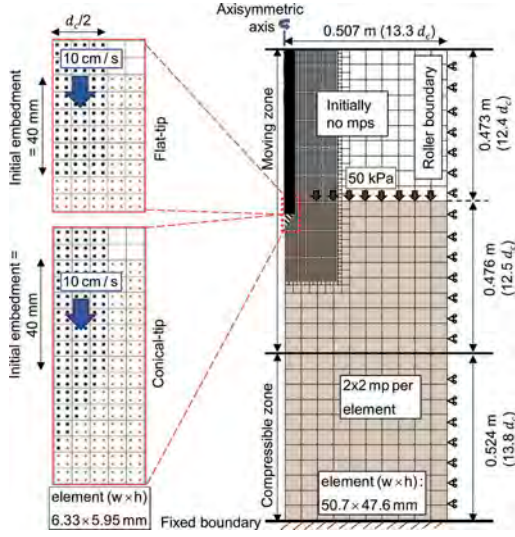 Axisymmetric
axis
0.507 m (13.3 d_c)
d_c/2
10 cm/s
Initial embedment
= 40 mm
Flat-tip
Moving zone
Initially
no mps
Roller boundary
0.473 m
(12.4 d_c)
50 kPa
Initial embedment =
40 mm
10 cm/s
Conical-tip
0.476 m
(12.5 d_c)
Compressible zone
2x2 mp per
element
0.524 m
(13.8 d_c)
element (w×h)
6.33×5.95 mm
element (w×h):
50.7×47.6 mm
Fixed boundary